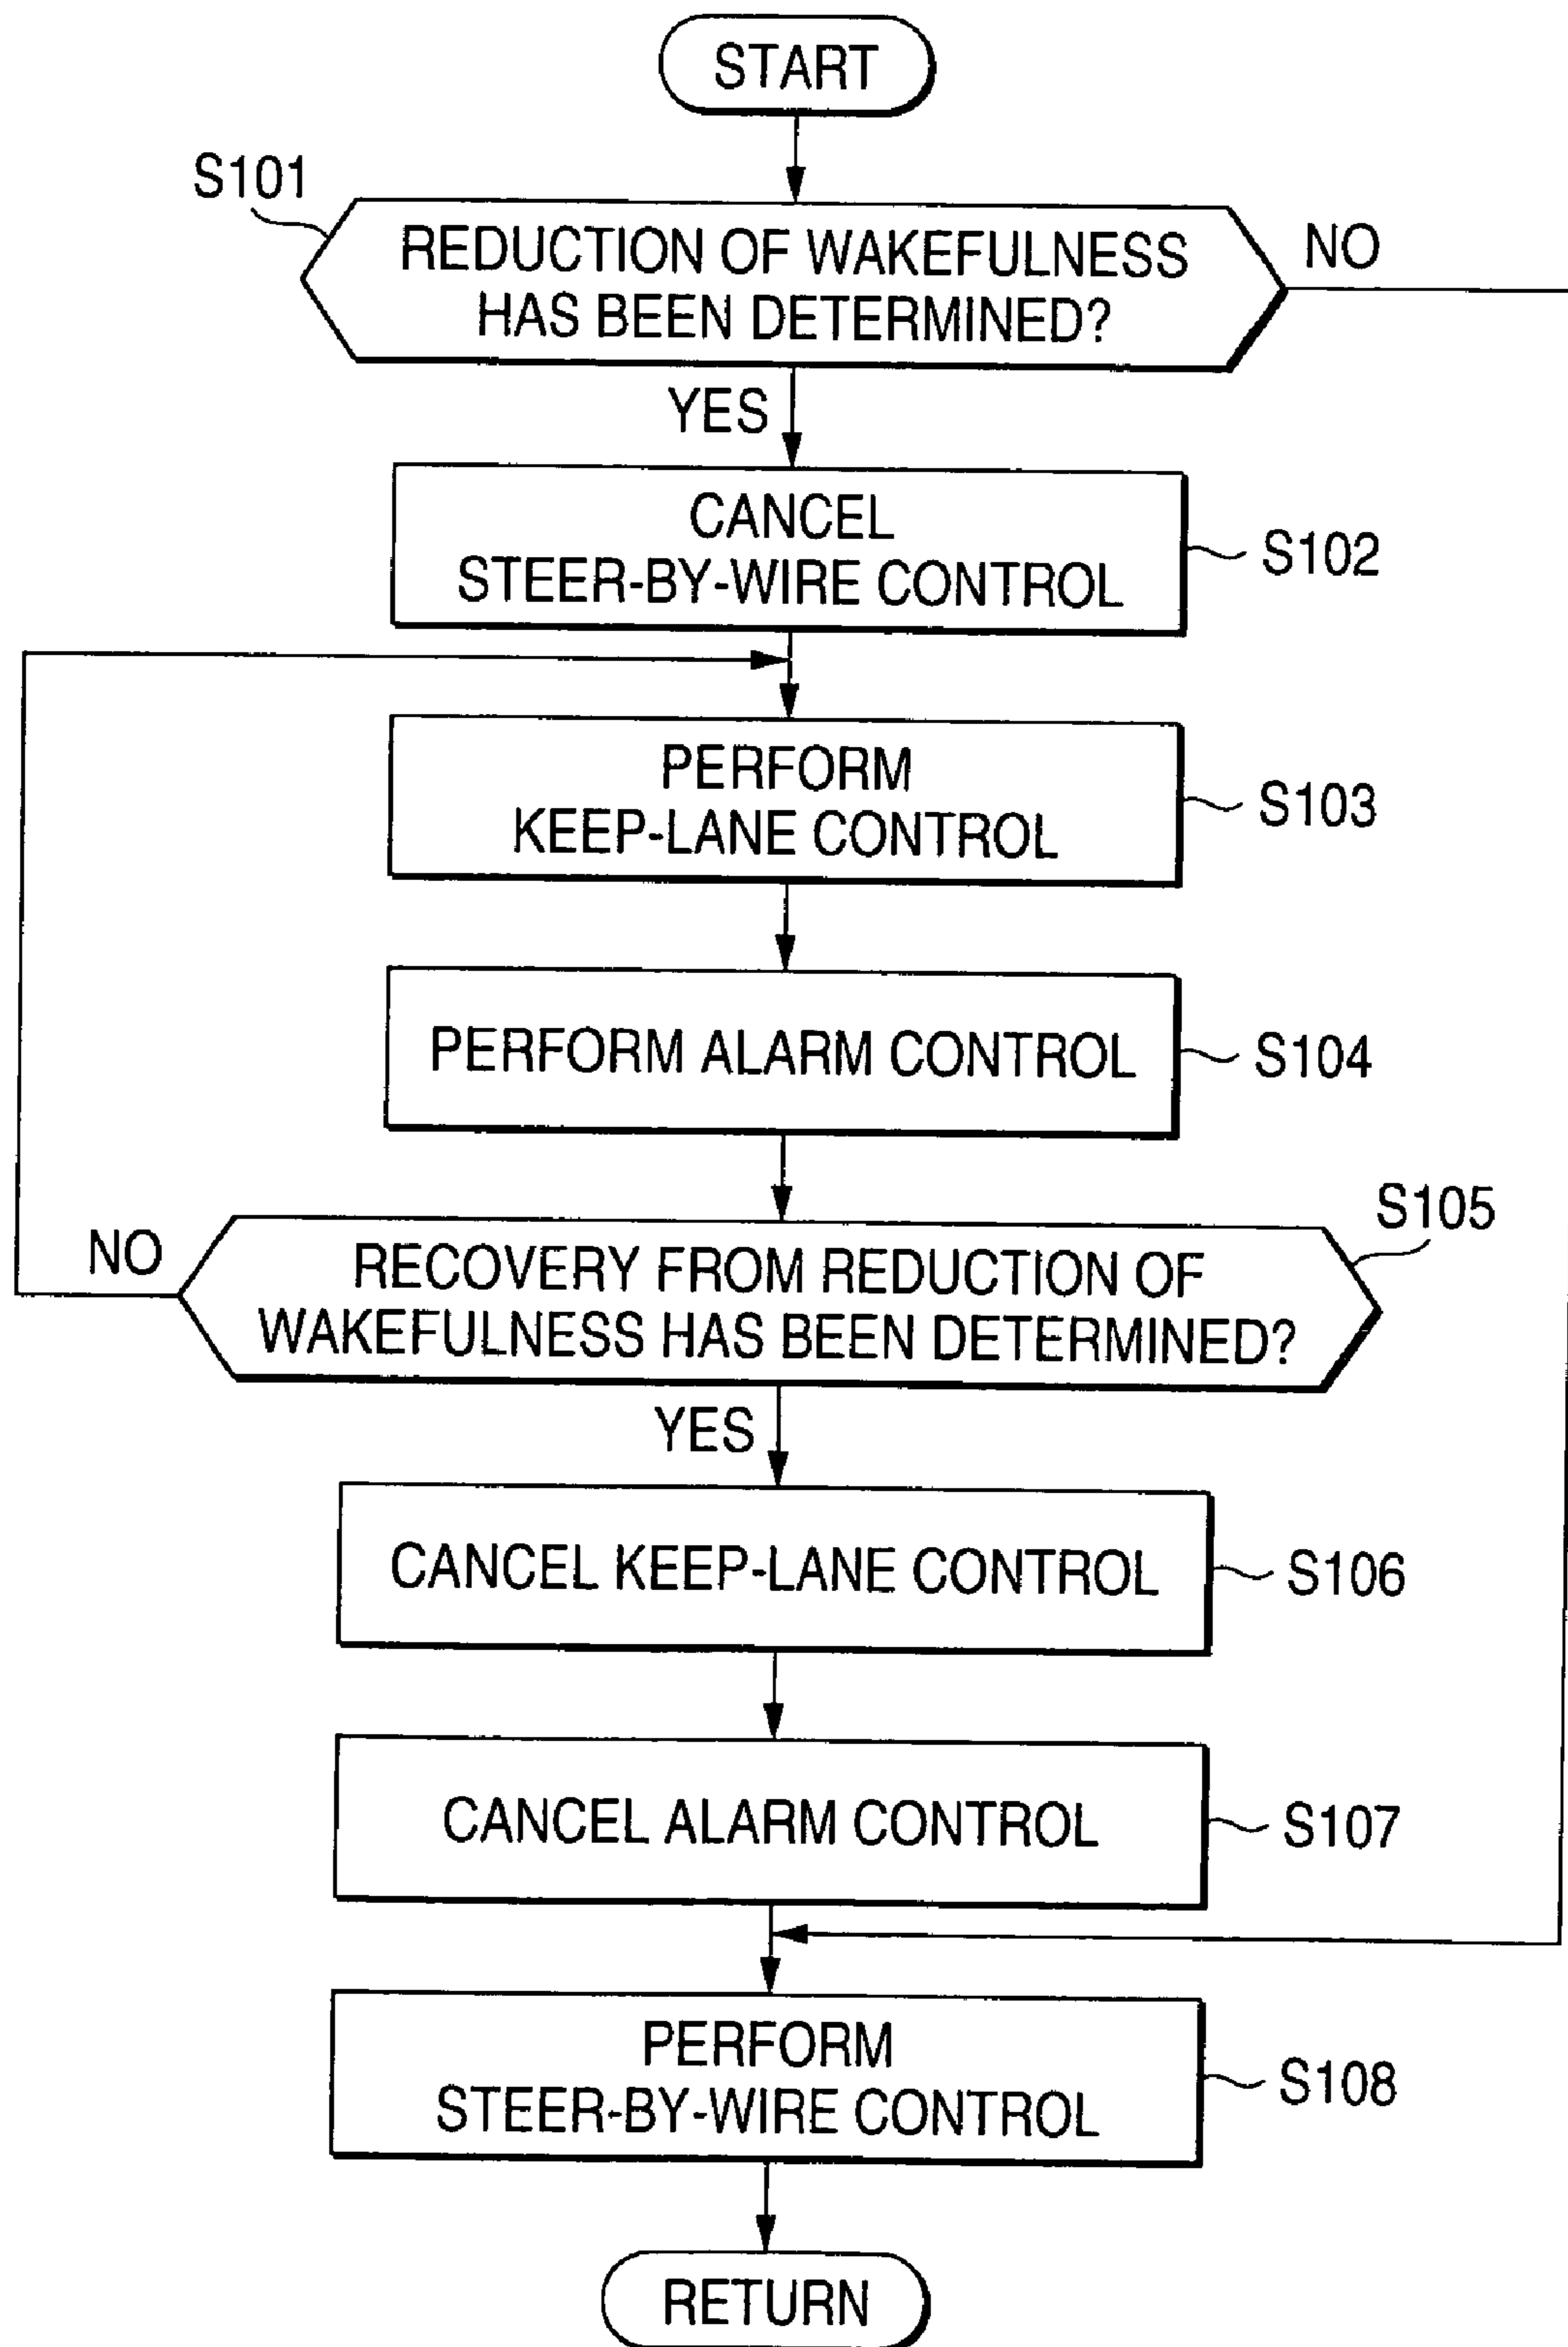 START
S101
REDUCTION OF WAKEFULNESS
HAS BEEN DETERMINED?
NO
YES
CANCEL
STEER-BY-WIRE CONTROL
S102
PERFORM
KEEP-LANE CONTROL
S103
PERFORM ALARM CONTROL
S104
S105
NO
RECOVERY FROM REDUCTION OF
WAKEFULNESS HAS BEEN DETERMINED?
YES
CANCEL KEEP-LANE CONTROL
S106
CANCEL ALARM CONTROL
S107
PERFORM
STEER-BY-WIRE CONTROL
S108
RETURN